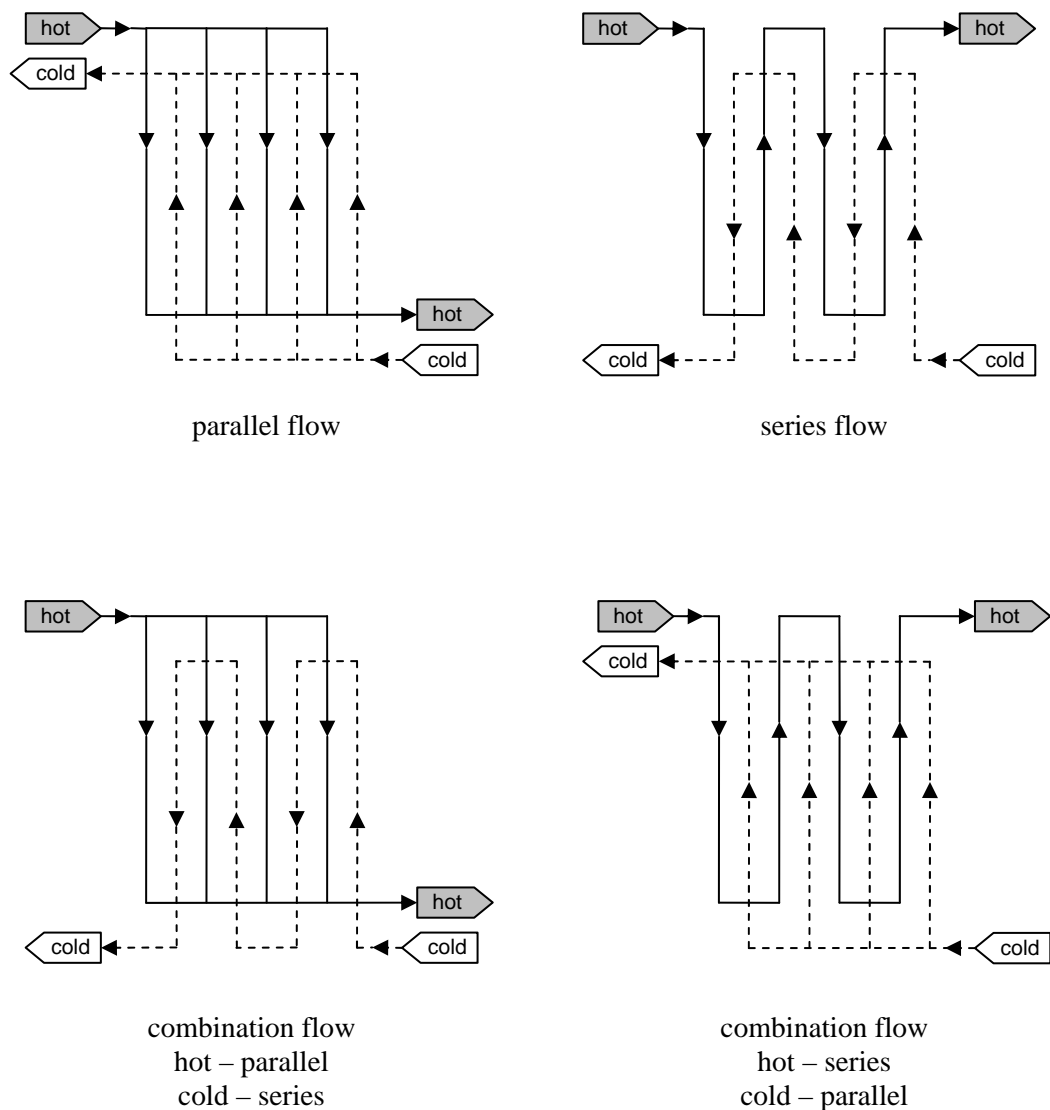 hot
cold
hot
cold
parallel flow
hot
hot
cold
cold
series flow
hot
hot
cold
cold
combination flow
hot – parallel
cold – series
hot
hot
cold
cold
combination flow
hot – series
cold – parallel